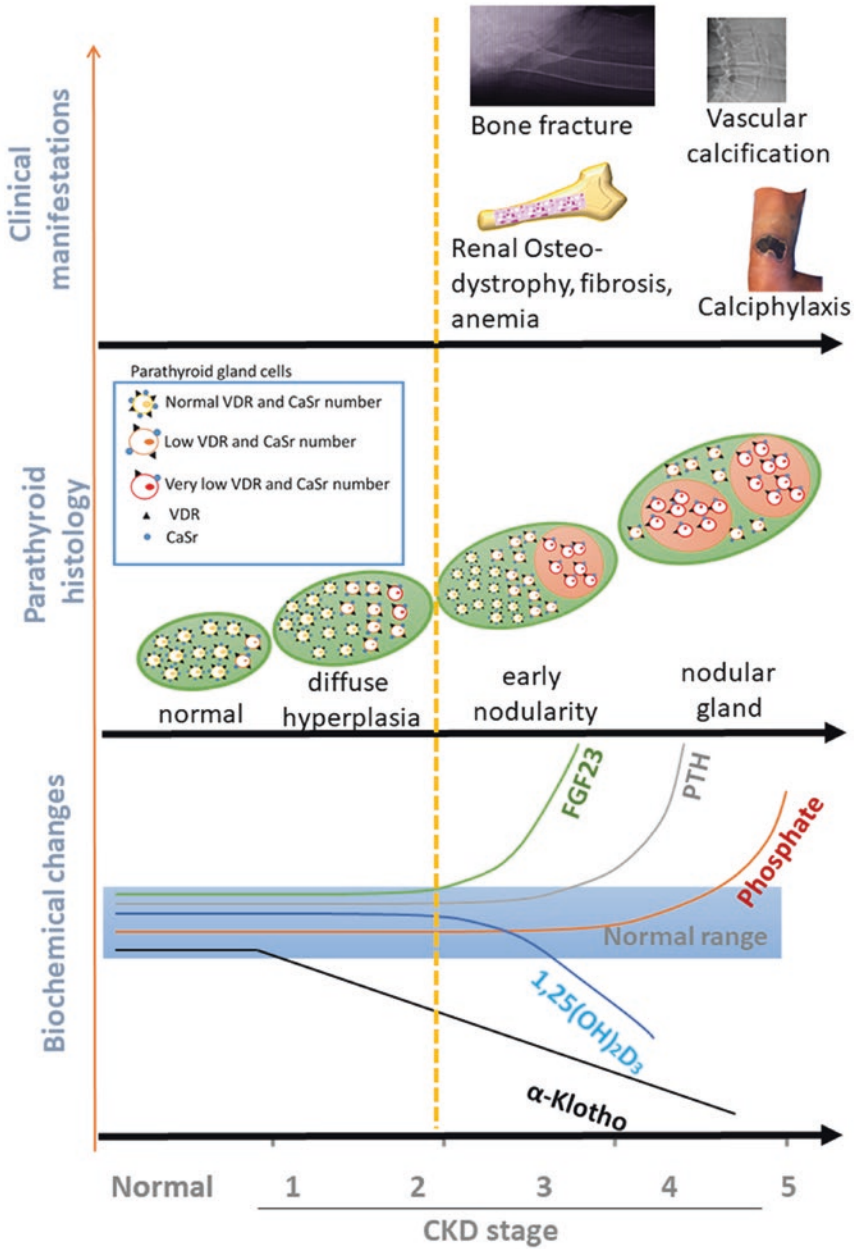 Clinical
manifestations
Bone fracture
Vascular
calcification
Renal Osteo-
dystrophy, fibrosis,
anemia
Calciphylaxis
Parathyroid
histology
Parathyroid gland cells
Normal VDR and CaSr number
Low VDR and CaSr number
Very low VDR and CaSr number
VDR
CaSr
normal
diffuse
hyperplasia
early
nodularity
nodular
gland
Biochemical changes
FGF23
PTH
Phosphate
Normal range
1,25(OH)₂D₃
α-Klotho
Normal 1 2 3 4 5
CKD stage